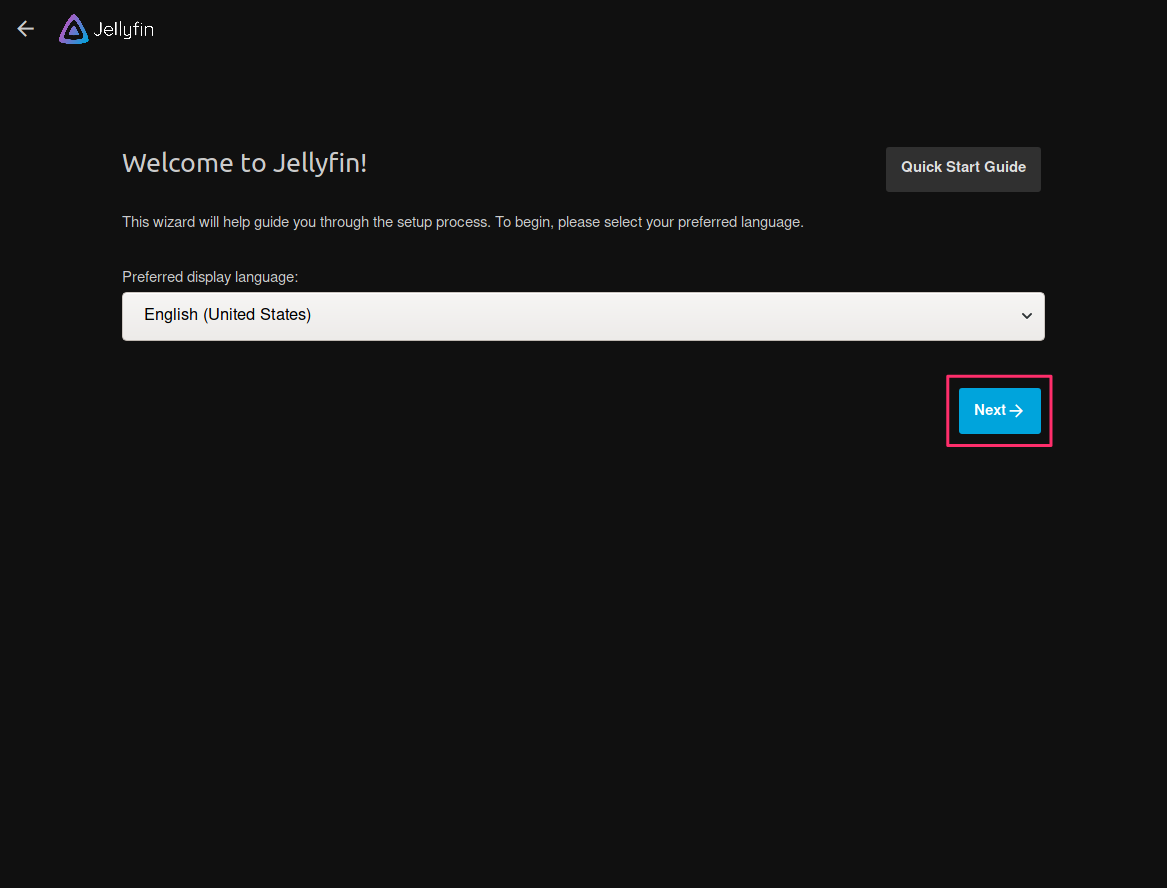 Jellyfin
Welcome to Jellyfin!
Quick Start Guide
This wizard will help guide you through the setup process. To begin, please select your preferred language.
Preferred display language:
English (United States)
Next